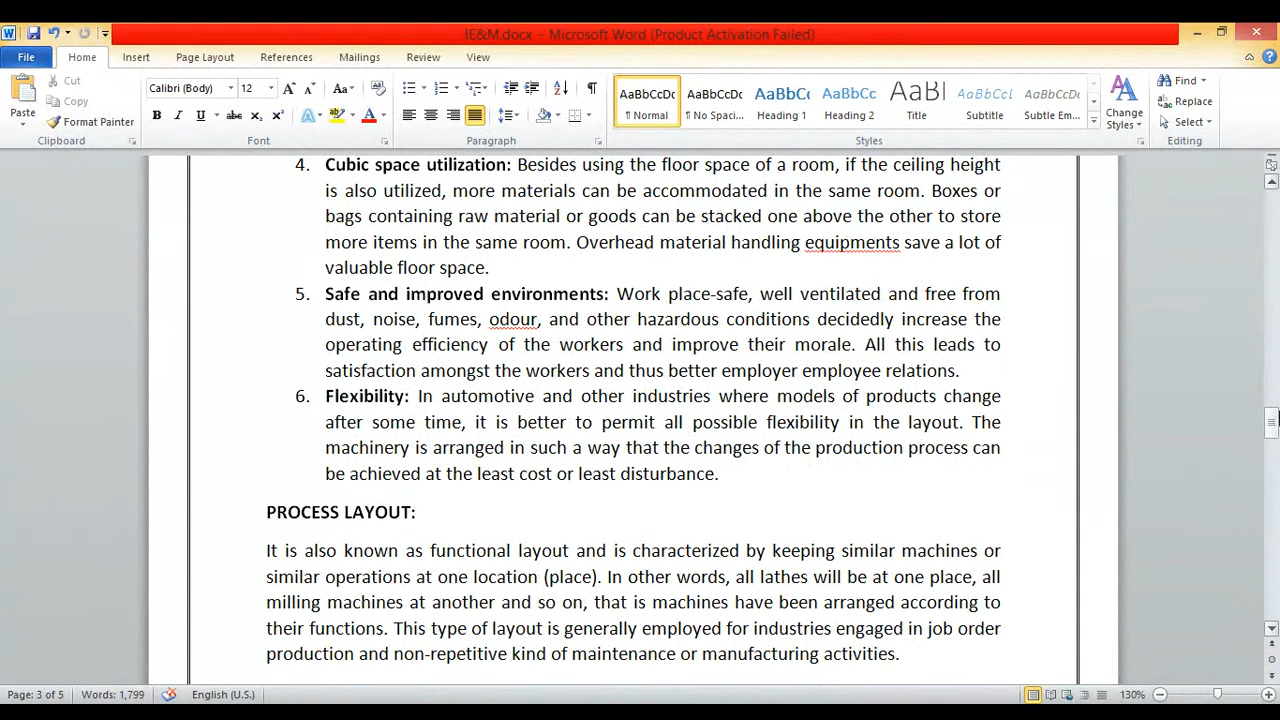 IE&M.docx - Microsoft Word (Product Activation Failed)
File Home Insert Page Layout References Mailings Review View
Paste Cut Copy Format Painter Clipboard
Calibri (Body) 12 Font
Paragraph
AaBbCcDc AaBbCcDc AaBbCc AaBbCc AaBl AaBbCcL AaBbCcDc
¶ Normal ¶ No Spaci... Heading 1 Heading 2 Title Subtitle Subtle Em... Change Styles Styles
Find Replace Select Editing
4. Cubic space utilization: Besides using the floor space of a room, if the ceiling height
is also utilized, more materials can be accommodated in the same room. Boxes or
bags containing raw material or goods can be stacked one above the other to store
more items in the same room. Overhead material handling equipments save a lot of
valuable floor space.
5. Safe and improved environments: Work place-safe, well ventilated and free from
dust, noise, fumes, odour, and other hazardous conditions decidedly increase the
operating efficiency of the workers and improve their morale. All this leads to
satisfaction amongst the workers and thus better employer employee relations.
6. Flexibility: In automotive and other industries where models of products change
after some time, it is better to permit all possible flexibility in the layout. The
machinery is arranged in such a way that the changes of the production process can
be achieved at the least cost or least disturbance.
PROCESS LAYOUT:
It is also known as functional layout and is characterized by keeping similar machines or
similar operations at one location (place). In other words, all lathes will be at one place, all
milling machines at another and so on, that is machines have been arranged according to
their functions. This type of layout is generally employed for industries engaged in job order
production and non-repetitive kind of maintenance or manufacturing activities.
Page: 3 of 5 Words: 1,799 English (U.S.) 130%